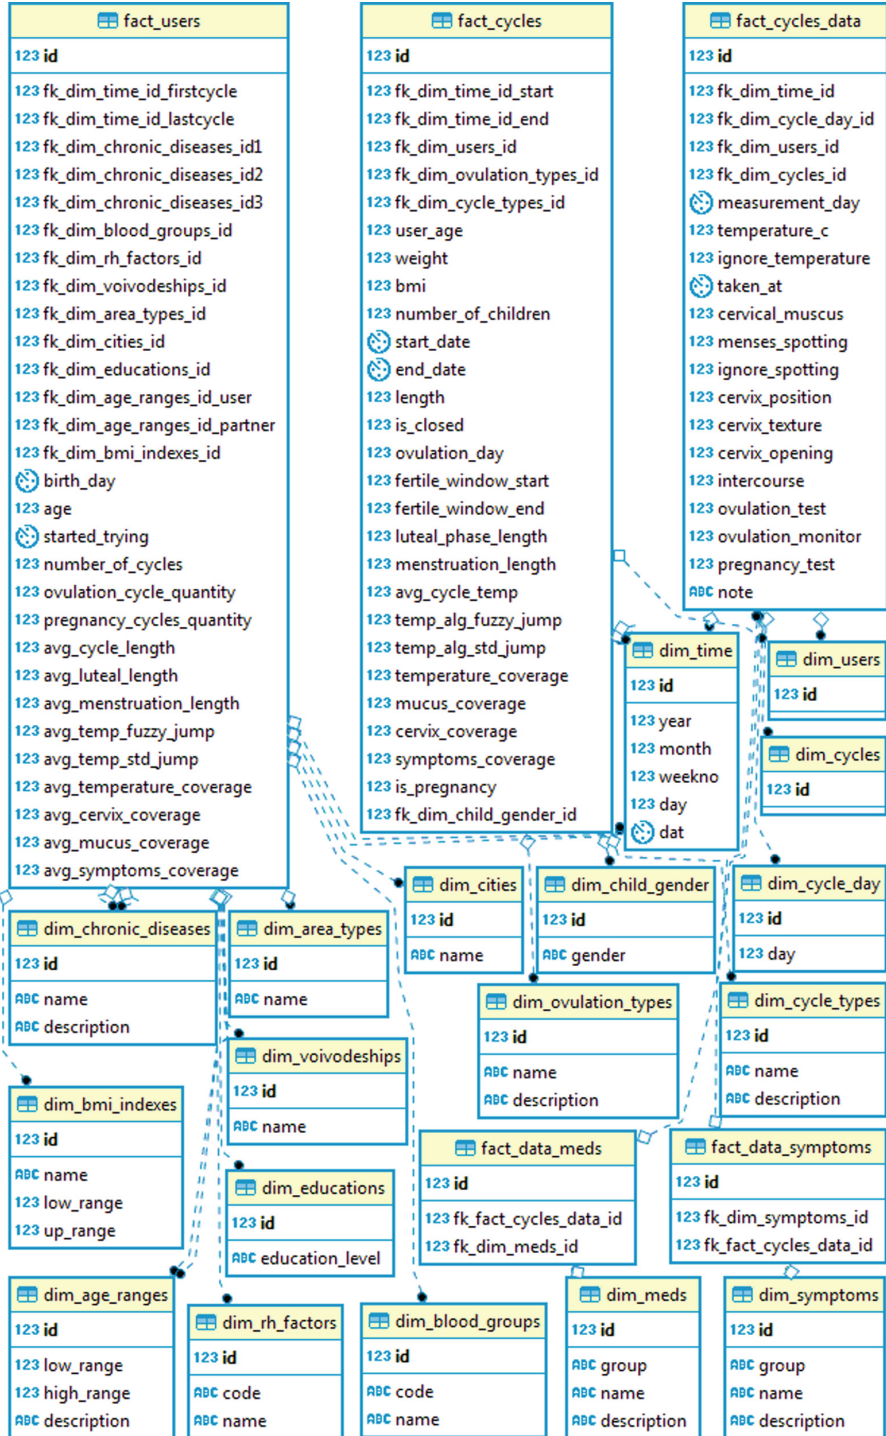 fact_users
123 id
123 fk_dim_time_id_firstcycle
123 fk_dim_time_id_lastcycle
123 fk_dim_chronic_diseases_id1
123 fk_dim_chronic_diseases_id2
123 fk_dim_chronic_diseases_id3
123 fk_dim_blood_groups_id
123 fk_dim_rh_factors_id
123 fk_dim_voivodeships_id
123 fk_dim_area_types_id
123 fk_dim_cities_id
123 fk_dim_educations_id
123 fk_dim_age_ranges_id_user
123 fk_dim_age_ranges_id_partner
123 fk_dim_bmi_indexes_id
birth_day
123 age
started_trying
123 number_of_cycles
123 ovulation_cycle_quantity
123 pregnancy_cycles_quantity
123 avg_cycle_length
123 avg_luteal_length
123 avg_menstruation_length
123 avg_temp_fuzzy_jump
123 avg_temp_std_jump
123 avg_temperature_coverage
123 avg_cervix_coverage
123 avg_mucus_coverage
123 avg_symptoms_coverage
fact_cycles
123 id
123 fk_dim_time_id_start
123 fk_dim_time_id_end
123 fk_dim_users_id
123 fk_dim_ovulation_types_id
123 fk_dim_cycle_types_id
123 user_age
123 weight
123 bmi
123 number_of_children
start_date
end_date
123 length
123 is_closed
123 ovulation_day
123 fertile_window_start
123 fertile_window_end
123 luteal_phase_length
123 menstruation_length
123 avg_cycle_temp
123 temp_alg_fuzzy_jump
123 temp_alg_std_jump
123 temperature_coverage
123 mucus_coverage
123 cervix_coverage
123 symptoms_coverage
123 is_pregnancy
123 fk_dim_child_gender_id
fact_cycles_data
123 id
123 fk_dim_time_id
123 fk_dim_cycle_day_id
123 fk_dim_users_id
123 fk_dim_cycles_id
measurement_day
123 temperature_c
123 ignore_temperature
taken_at
123 cervical_muscus
123 menses_spotting
123 ignore_spotting
123 cervix_position
123 cervix_texture
123 cervix_opening
123 intercourse
123 ovulation_test
123 ovulation_monitor
123 pregnancy_test
ABC note
dim_time
123 id
123 year
123 month
123 weekno
123 day
dat
dim_users
123 id
dim_cycles
123 id
dim_chronic_diseases
123 id
ABC name
ABC description
dim_area_types
123 id
ABC name
dim_cities
123 id
ABC name
dim_child_gender
123 id
ABC gender
dim_cycle_day
123 id
123 day
dim_ovulation_types
123 id
ABC name
ABC description
dim_cycle_types
123 id
ABC name
ABC description
dim_voivodeships
123 id
ABC name
dim_bmi_indexes
123 id
ABC name
123 low_range
123 up_range
dim_educations
123 id
ABC education_level
fact_data_meds
123 id
123 fk_fact_cycles_data_id
123 fk_dim_meds_id
fact_data_symptoms
123 id
123 fk_dim_symptoms_id
123 fk_fact_cycles_data_id
dim_age_ranges
123 id
123 low_range
123 high_range
ABC description
dim_rh_factors
123 id
ABC code
ABC name
dim_blood_groups
123 id
ABC code
ABC name
dim_meds
123 id
ABC group
ABC name
ABC description
dim_symptoms
123 id
ABC group
ABC name
ABC description